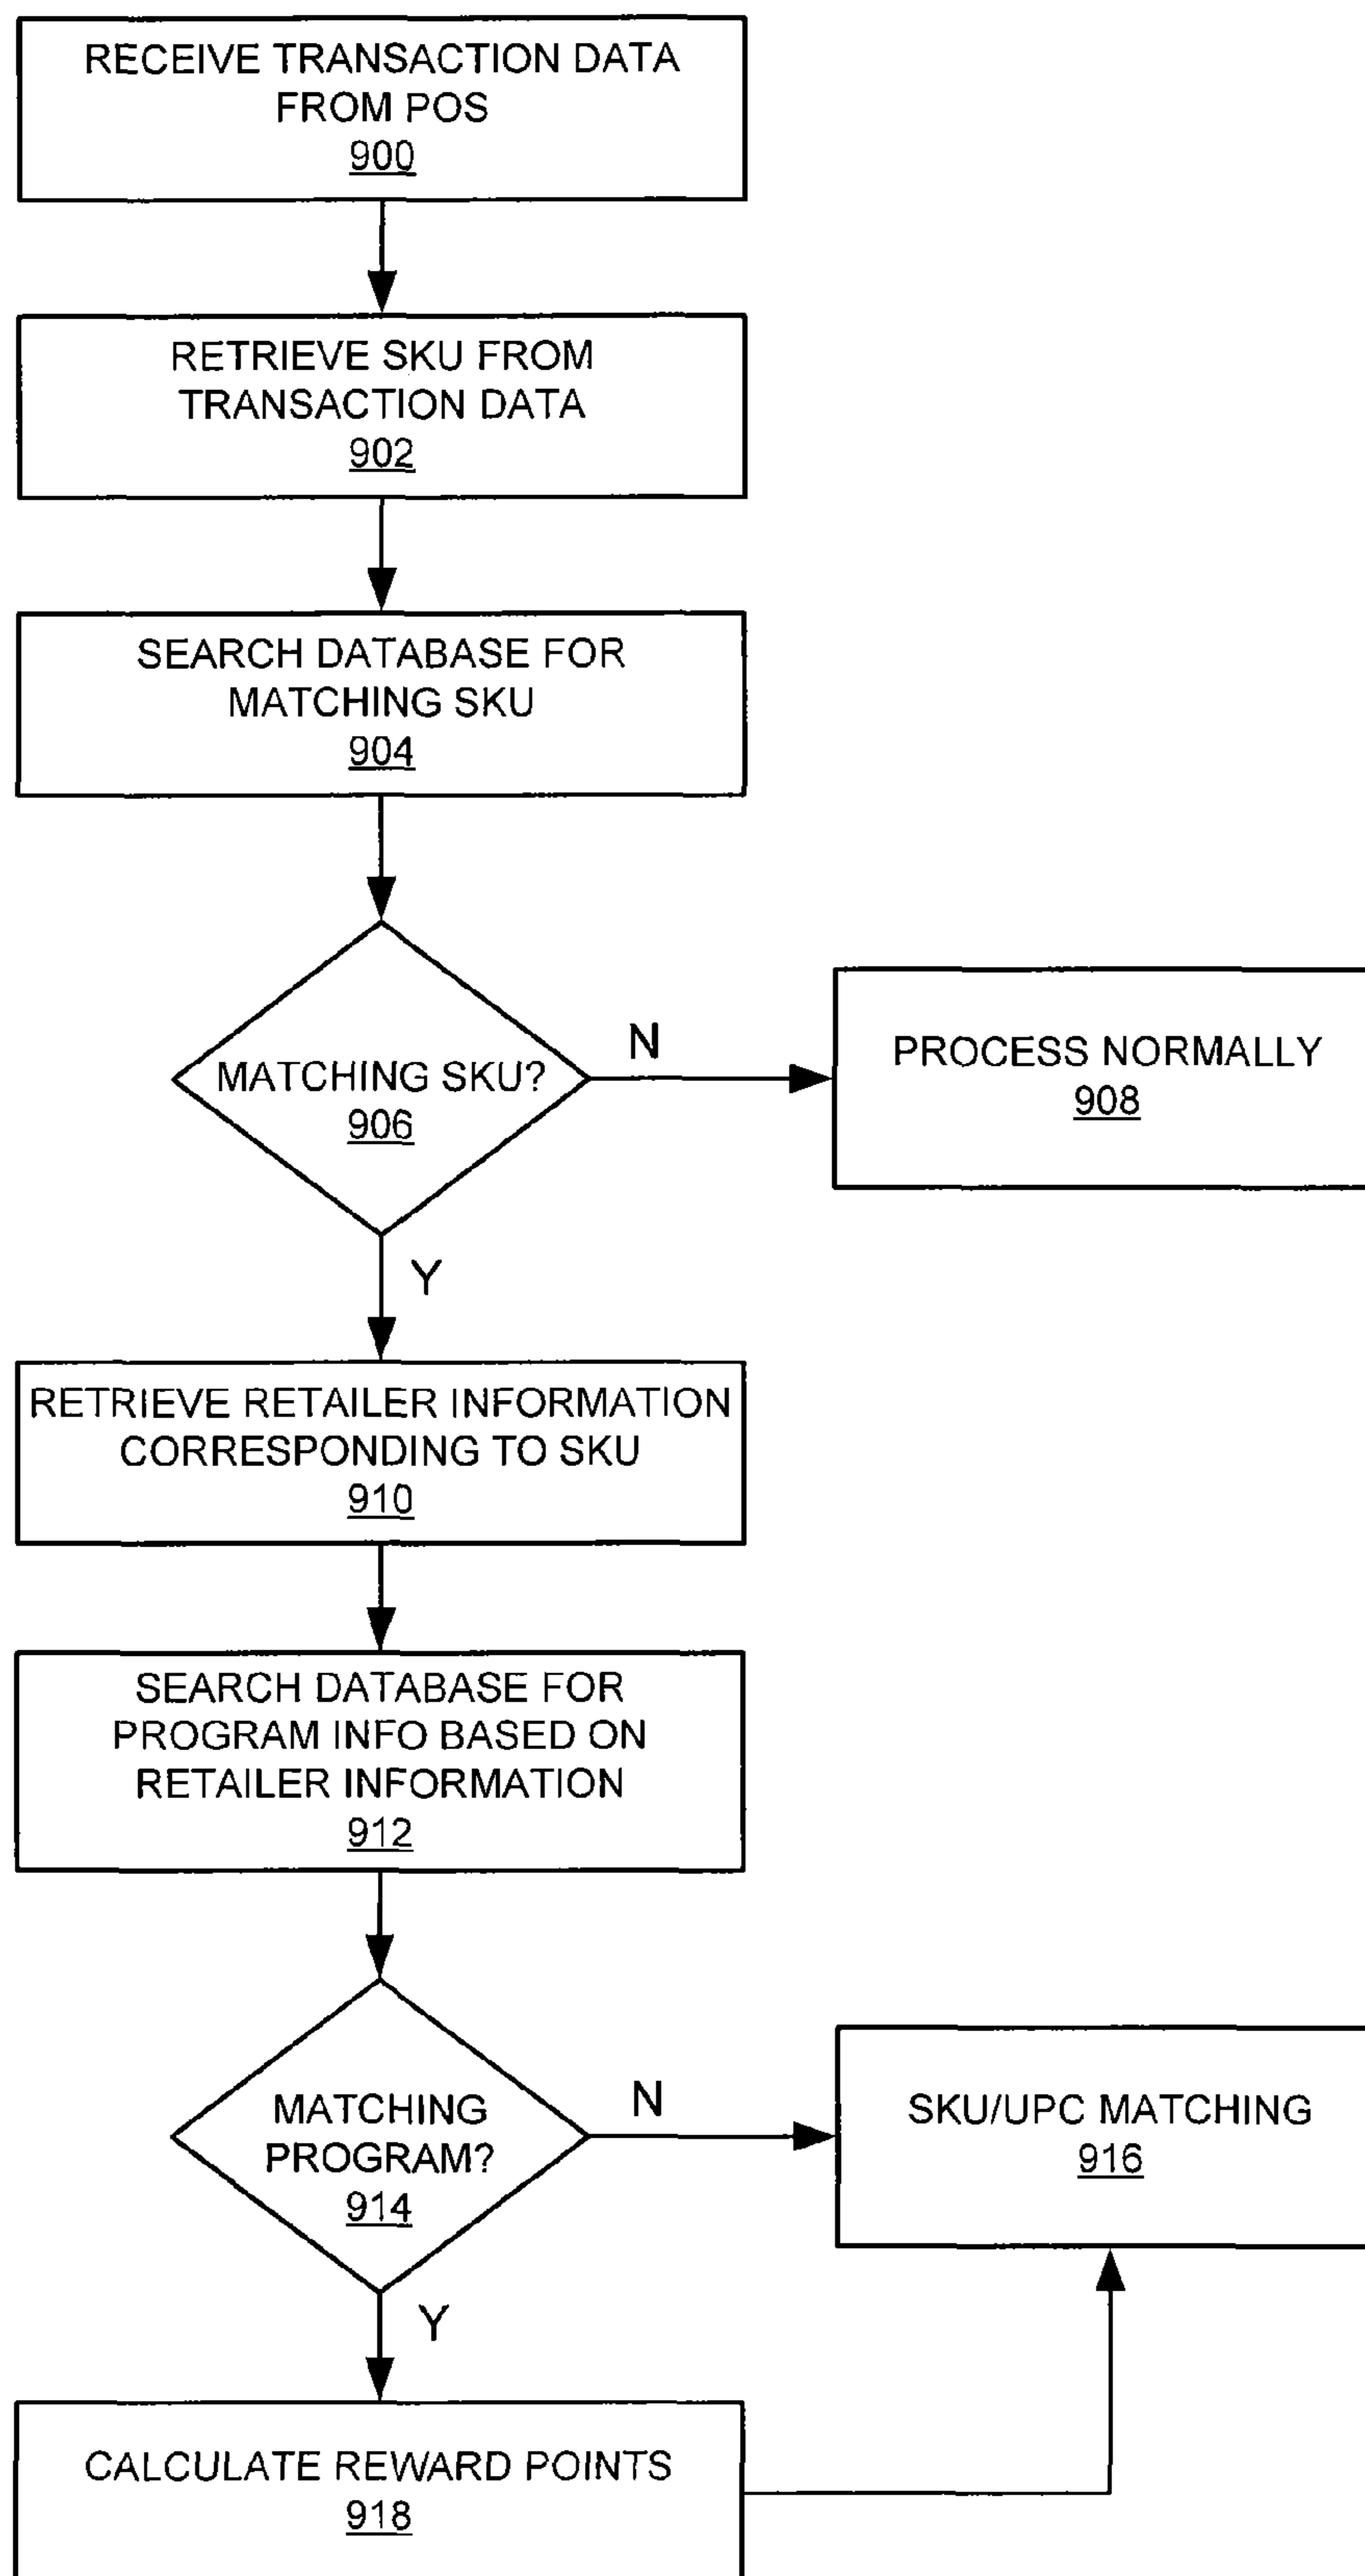 RECEIVE TRANSACTION DATA
FROM POS
900
RETRIEVE SKU FROM
TRANSACTION DATA
902
SEARCH DATABASE FOR
MATCHING SKU
904
MATCHING SKU?
906
N
PROCESS NORMALLY
908
Y
RETRIEVE RETAILER INFORMATION
CORRESPONDING TO SKU
910
SEARCH DATABASE FOR
PROGRAM INFO BASED ON
RETAILER INFORMATION
912
MATCHING
PROGRAM?
914
N
SKU/UPC MATCHING
916
Y
CALCULATE REWARD POINTS
918